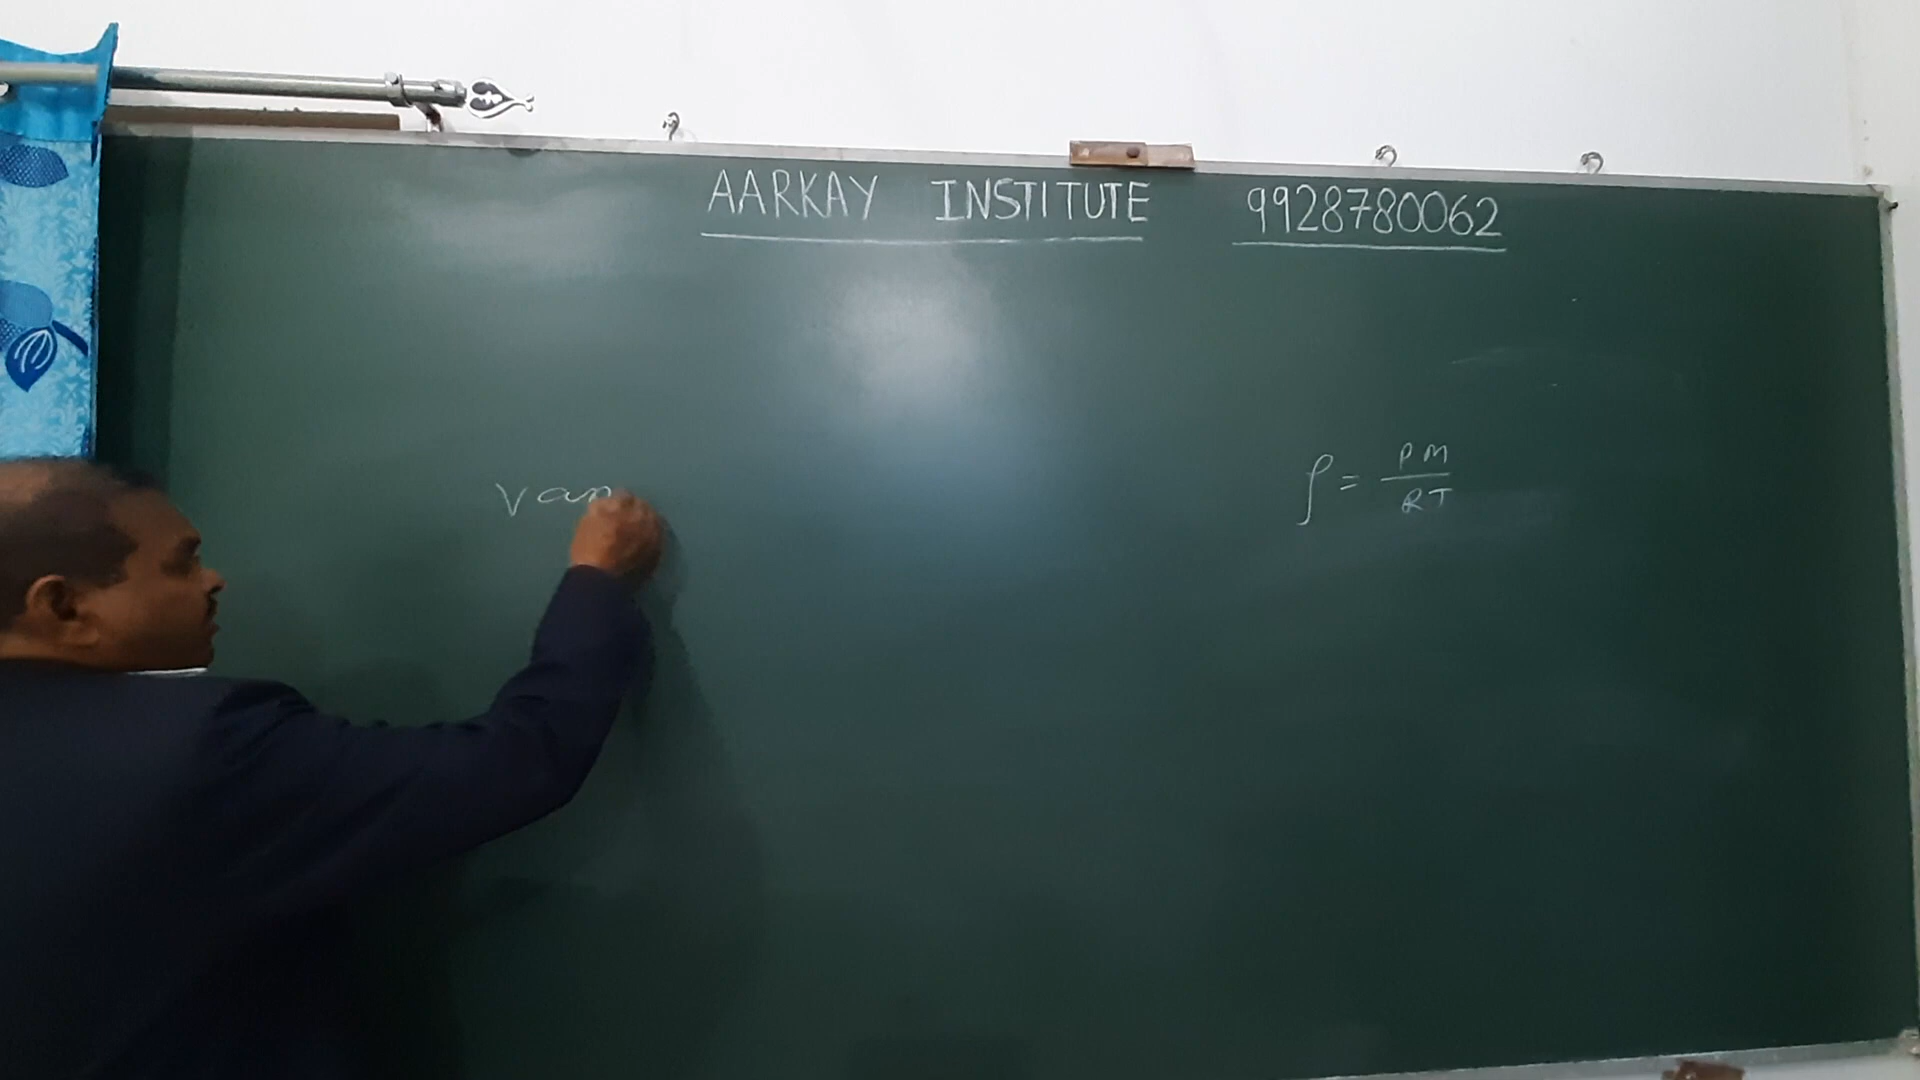 AARKAY INSTITUTE 9928780062
ρ = PM / RT